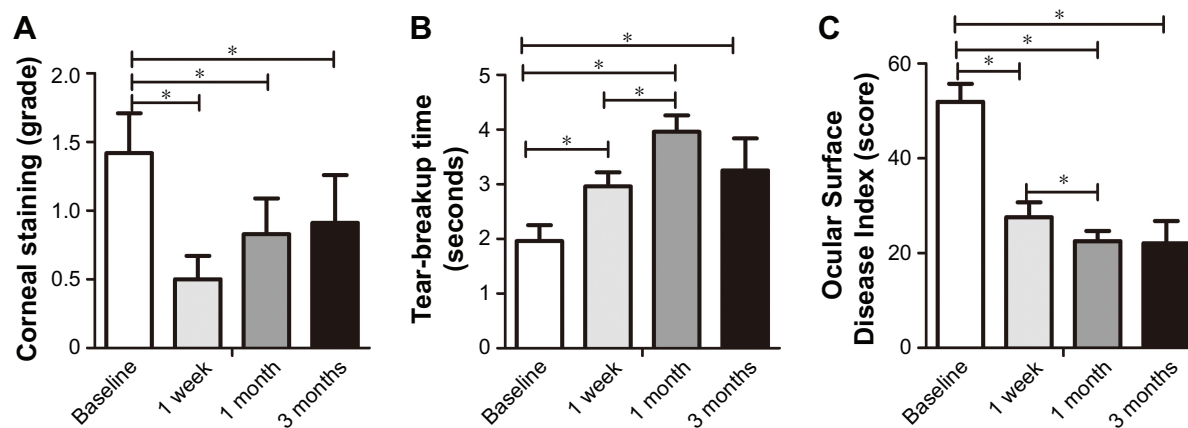 A
Corneal staining (grade)
2.0
1.5
1.0
0.5
0
*
*
*
Baseline
1 week
1 month
3 months
B
Tear-breakup time
(seconds)
5
4
3
2
1
0
*
*
*
*
Baseline
1 week
1 month
3 months
C
Ocular Surface
Disease Index (score)
60
40
20
0
*
*
*
*
Baseline
1 week
1 month
3 months